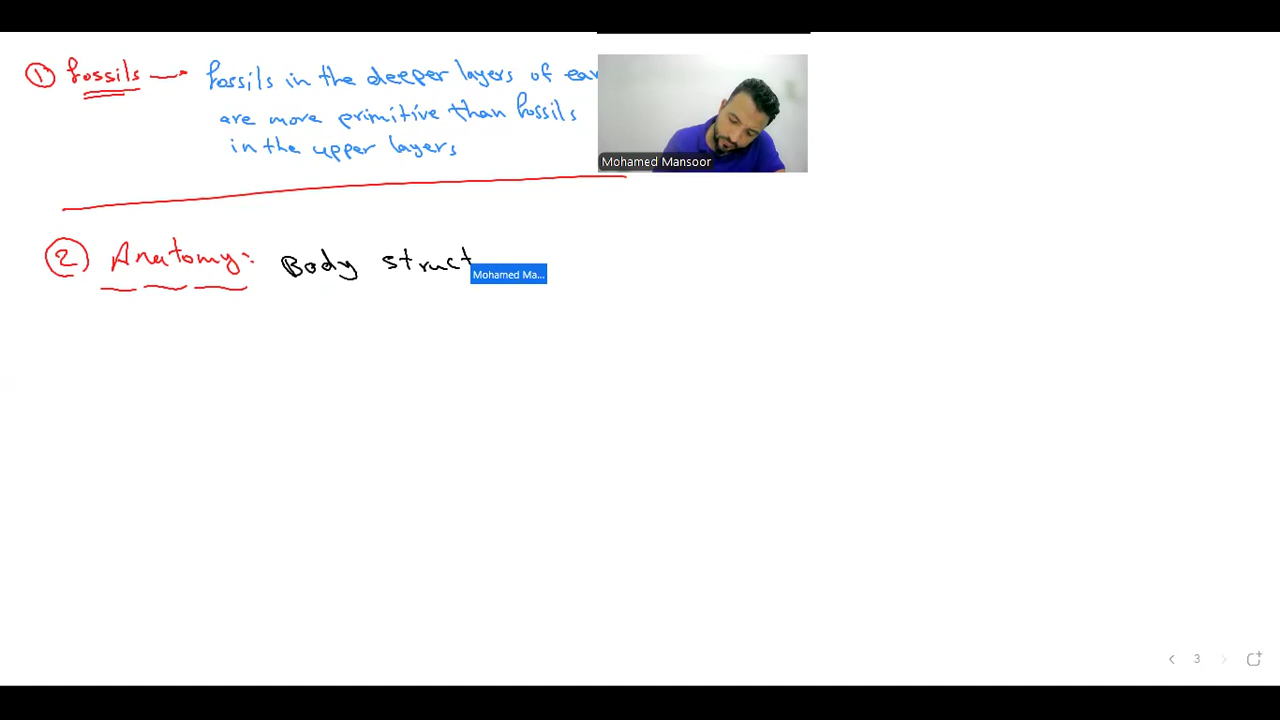 ① fossils → fossils in the deeper layers of ear
are more primitive than fossils
in the upper layers
Mohamed Mansoor
② Anatomy: Body struct
Mohamed Ma...
3